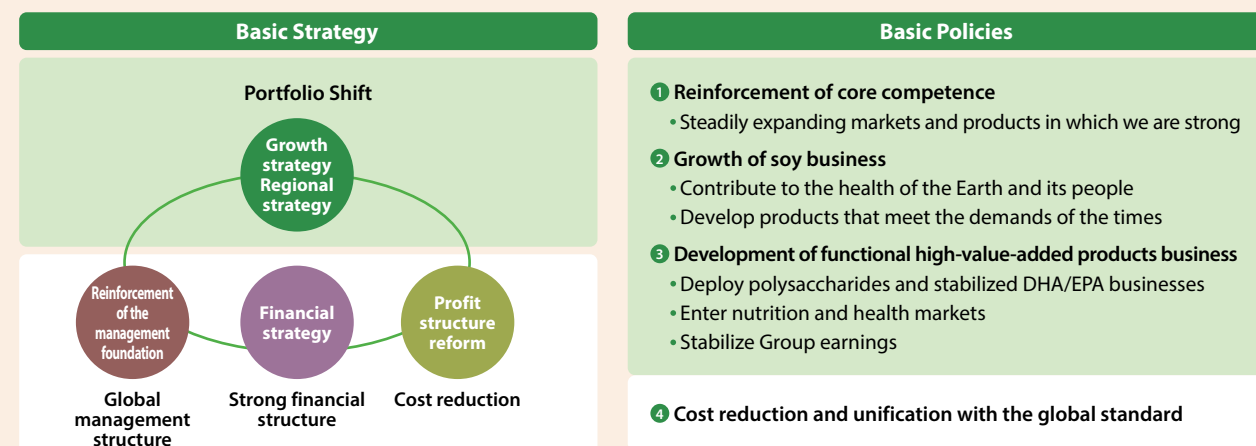 Basic Strategy
Portfolio Shift
Growth
strategy
Regional
strategy
Reinforcement
of the
management
foundation
Financial
strategy
Profit
structure
reform
Global
management
structure
Strong financial
structure
Cost reduction
Basic Policies
❶ Reinforcement of core competence
• Steadily expanding markets and products in which we are strong
❷ Growth of soy business
• Contribute to the health of the Earth and its people
• Develop products that meet the demands of the times
❸ Development of functional high-value-added products business
• Deploy polysaccharides and stabilized DHA/EPA businesses
• Enter nutrition and health markets
• Stabilize Group earnings
❹ Cost reduction and unification with the global standard